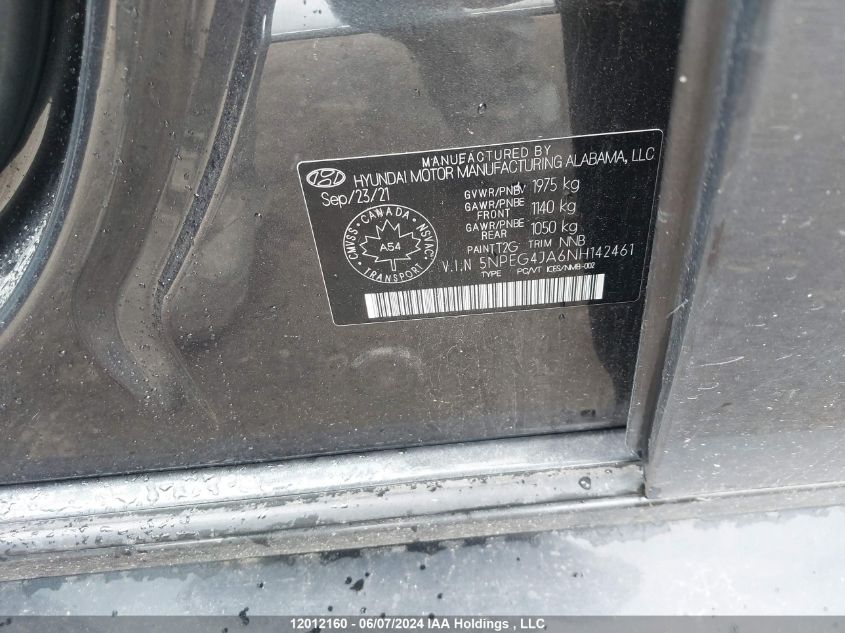 MANUFACTURED BY
HYUNDAI MOTOR MANUFACTURING ALABAMA, LLC
Sep/23/21
GVWR/PNBV 1975 kg
GAWR/PNBE FRONT 1140 kg
GAWR/PNBE REAR 1050 kg
PAINT T2G TRIM NNB
CMVSS · CANADA · NSVAC
A54
TRANSPORT
V.I.N 5NPEG4JA6NH142461
TYPE PC/VT ICES/NMB-002
12012160 - 06/07/2024 IAA Holdings , LLC